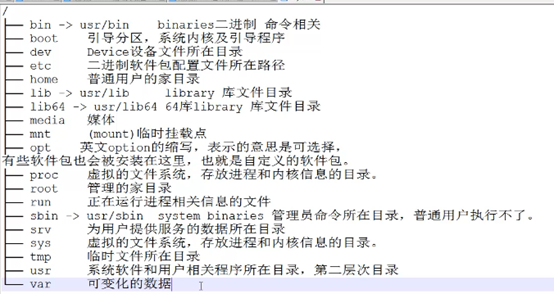 /
├── bin -> usr/bin    binaries二进制 命令相关
├── boot    引导分区，系统内核及引导程序
├── dev    Device设备文件所在目录
├── etc    二进制软件包配置文件所在路径
├── home    普通用户的家目录
├── lib -> usr/lib    library 库文件目录
├── lib64 -> usr/lib64 64库library 库文件目录
├── media    媒体
├── mnt    (mount)临时挂载点
├── opt    英文option的缩写，表示的意思是可选择，
有些软件包也会被安装在这里，也就是自定义的软件包。
├── proc    虚拟的文件系统，存放进程和内核信息的目录。
├── root    管理的家目录
├── run    正在运行进程相关信息的文件
├── sbin -> usr/sbin  system binaries 管理员命令所在目录，普通用户执行不了。
├── srv    为用户提供服务的数据所在目录
├── sys    虚拟的文件系统，存放进程和内核信息的目录。
├── tmp    临时文件所在目录
├── usr    系统软件和用户相关程序所在目录，第二层次目录
└── var    可变化的数据